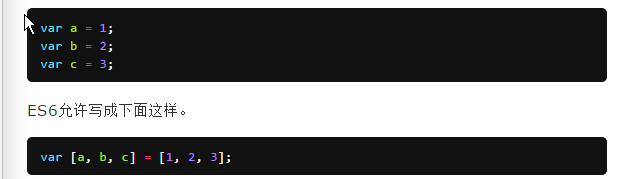 var a = 1;
var b = 2;
var c = 3;
ES6允许写成下面这样。
var [a, b, c] = [1, 2, 3];